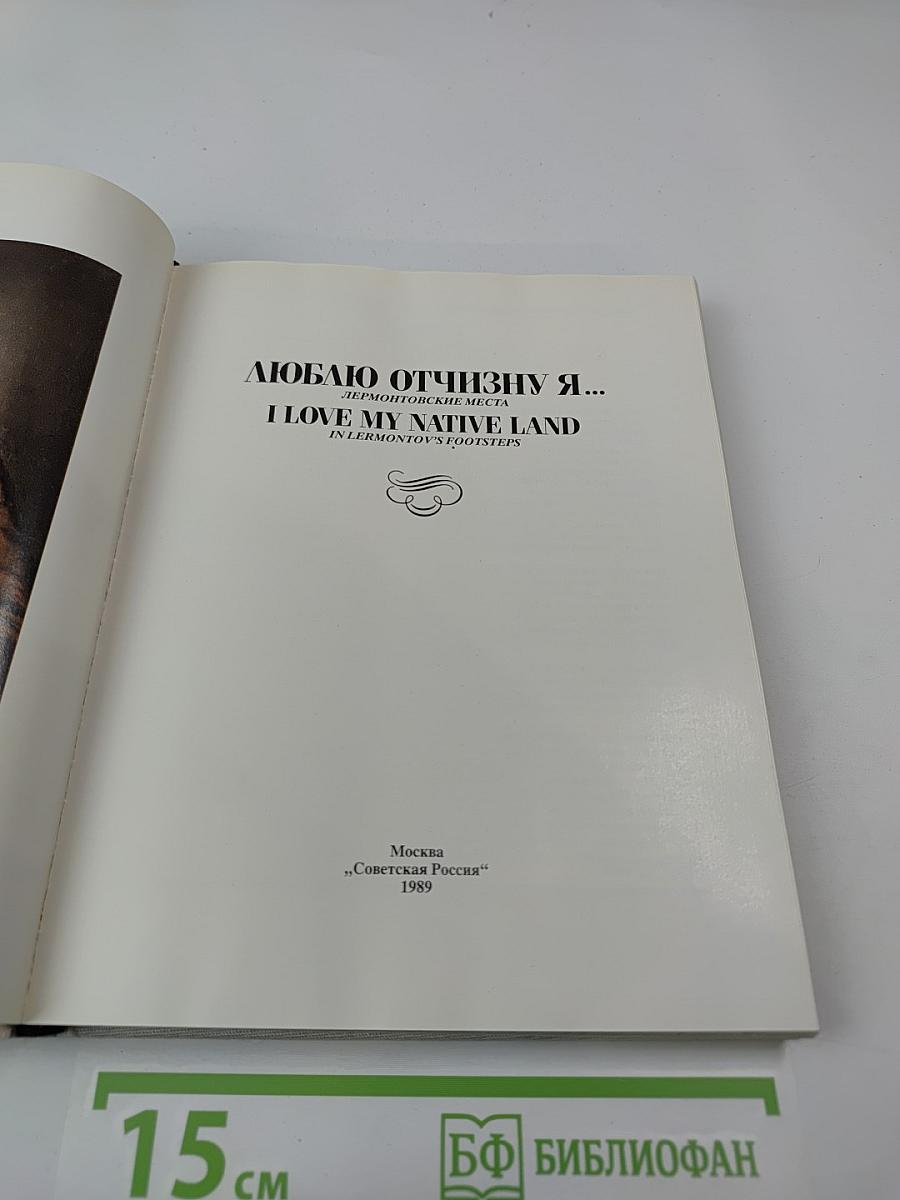 ЛЮБЛЮ ОТЧИЗНУ Я...
ЛЕРМОНТОВСКИЕ МЕСТА
I LOVE MY NATIVE LAND
IN LERMONTOV'S FOOTSTEPS
Москва
„Советская Россия“
1989
15 см
БФ БИБЛИОФАН